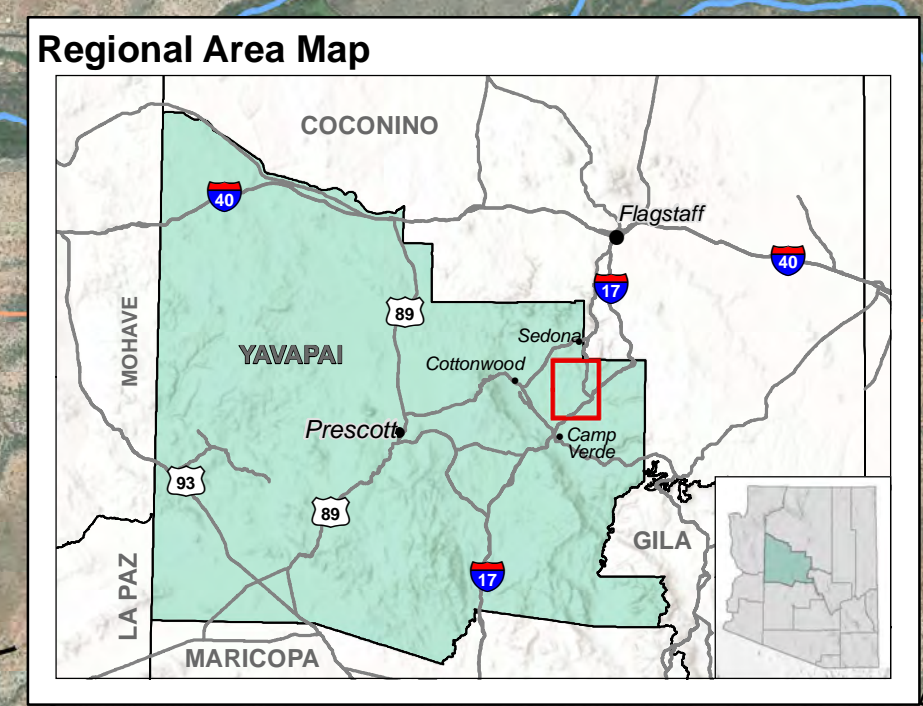 Regional Area Map
COCONINO
40
Flagstaff
40
17
MOHAVE
89
Sedona
YAVAPAI
Cottonwood
Prescott
Camp
Verde
93
89
GILA
17
LA PAZ
MARICOPA